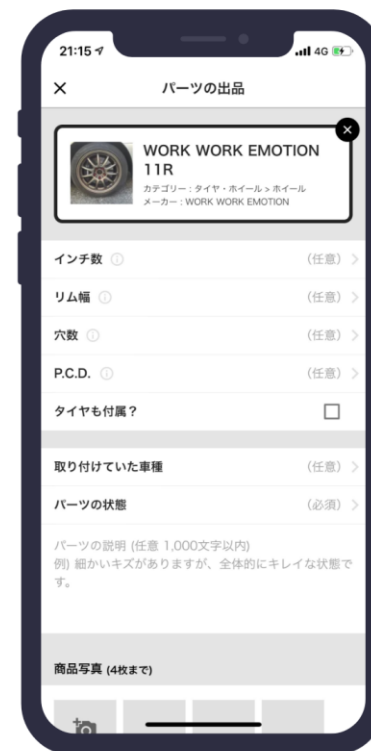 21:15
4G
パーツの出品
WORK WORK EMOTION
11R
カテゴリー : タイヤ・ホイール > ホイール
メーカー : WORK WORK EMOTION
インチ数 (任意)
リム幅 (任意)
穴数 (任意)
P.C.D. (任意)
タイヤも付属？
取り付けていた車種 (任意)
パーツの状態 (必須)
パーツの説明 (任意 1,000文字以内)
例) 細かいキズがありますが、全体的にキレイな状態で
す。
商品写真 (4枚まで)